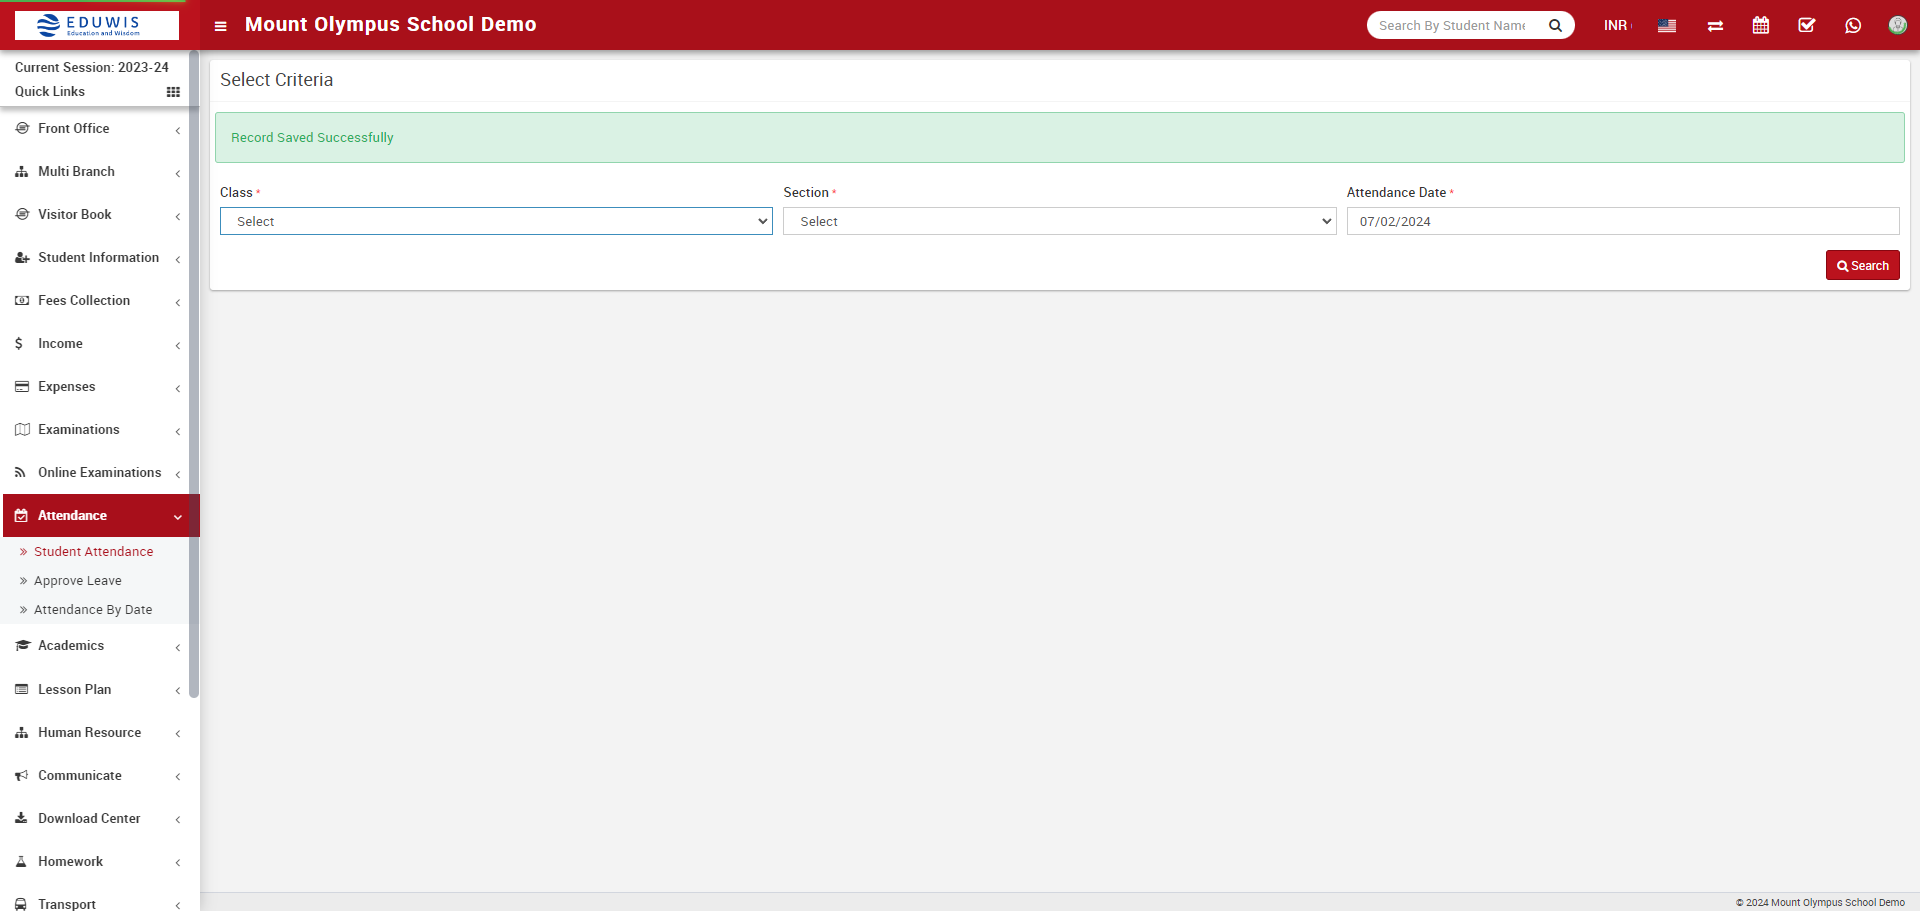 EDUWIS
Education and Wisdom
Mount Olympus School Demo
Search By Student Name
INR
Current Session: 2023-24
Quick Links
Front Office
Multi Branch
Visitor Book
Student Information
Fees Collection
Income
Expenses
Examinations
Online Examinations
Attendance
Student Attendance
Approve Leave
Attendance By Date
Academics
Lesson Plan
Human Resource
Communicate
Download Center
Homework
Transport
Select Criteria
Record Saved Successfully
Class *
Section *
Attendance Date *
Select
Select
07/02/2024
Search
© 2024 Mount Olympus School Demo